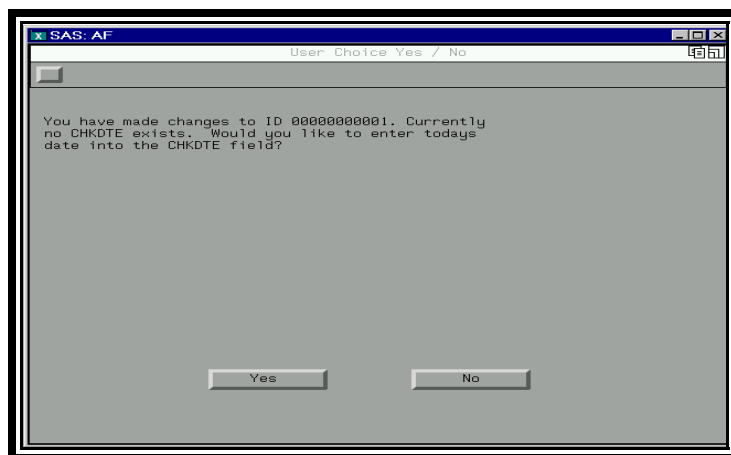 SAS: AF
User Choice Yes / No
You have made changes to ID 00000000001. Currently
no CHKDTE exists.  Would you like to enter todays
date into the CHKDTE field?
Yes No